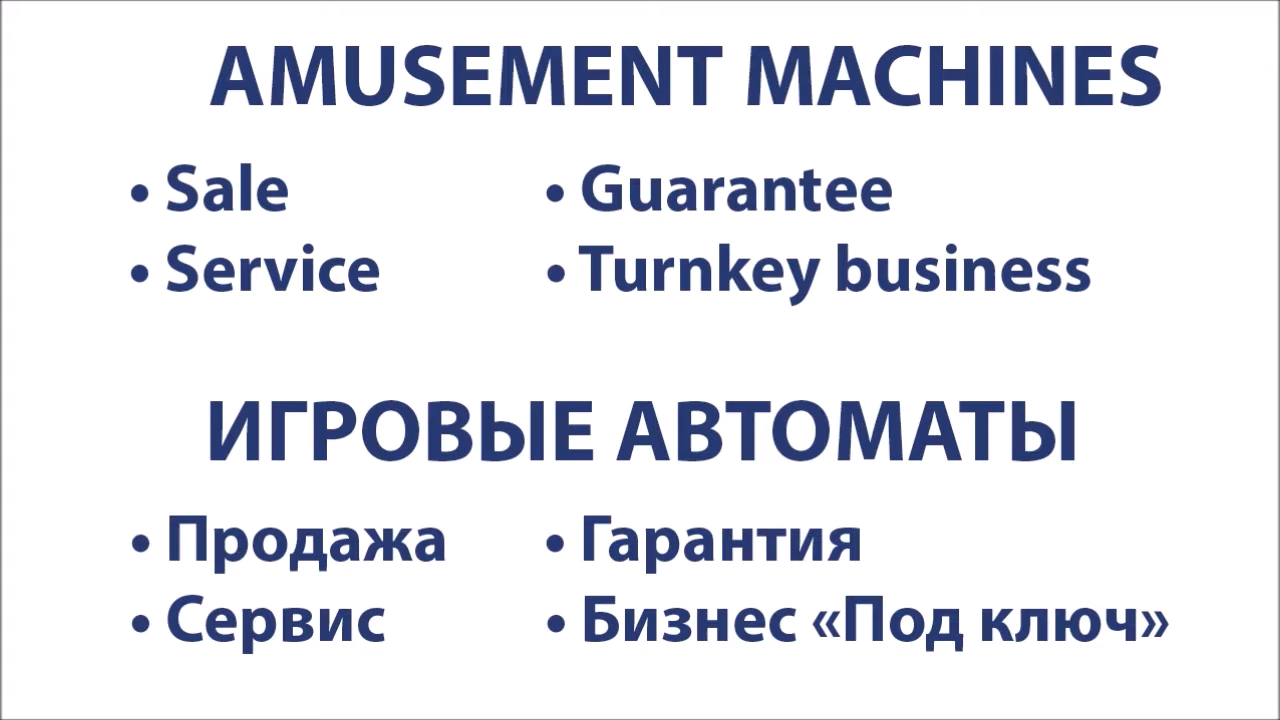 AMUSEMENT MACHINES
• Sale
• Service
• Guarantee
• Turnkey business
ИГРОВЫЕ АВТОМАТЫ
• Продажа
• Сервис
• Гарантия
• Бизнес «Под ключ»